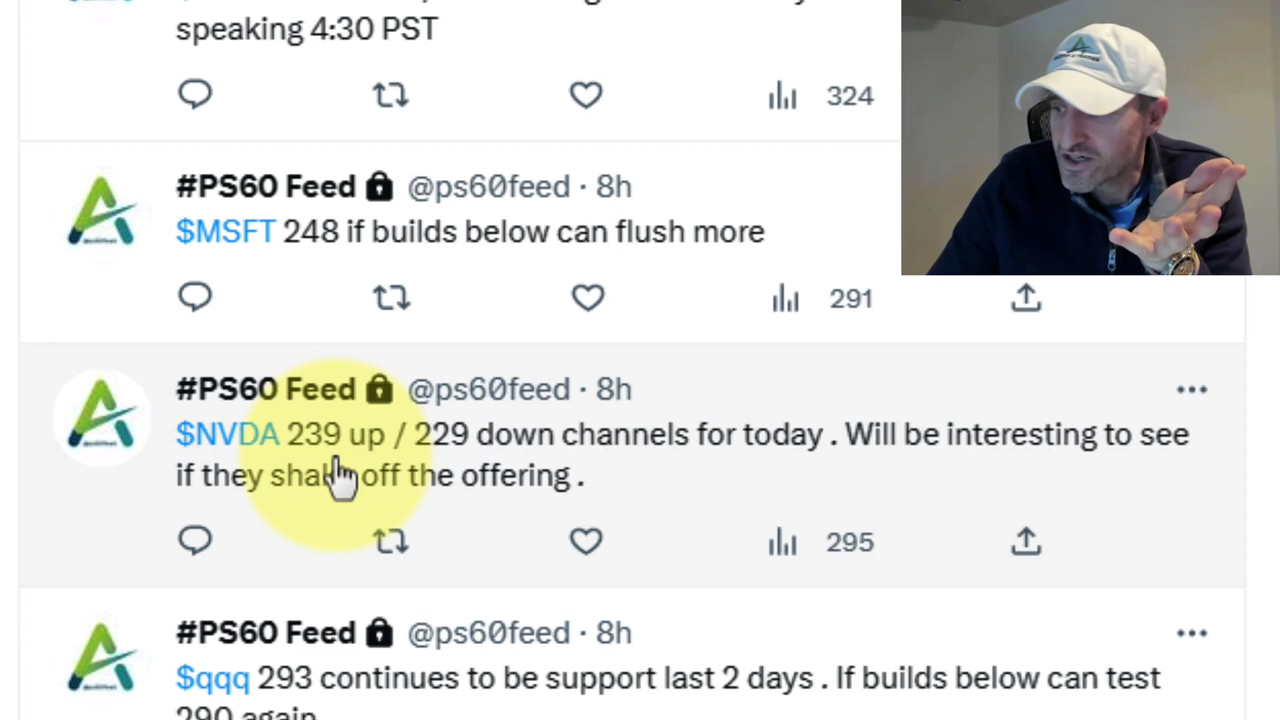 speaking 4:30 PST
324
#PS60 Feed @ps60feed · 8h
$MSFT 248 if builds below can flush more
291
#PS60 Feed @ps60feed · 8h
$NVDA 239 up / 229 down channels for today . Will be interesting to see
if they off the offering .
295
#PS60 Feed @ps60feed · 8h
$qqq 293 continues to be support last 2 days . If builds below can test
290 again